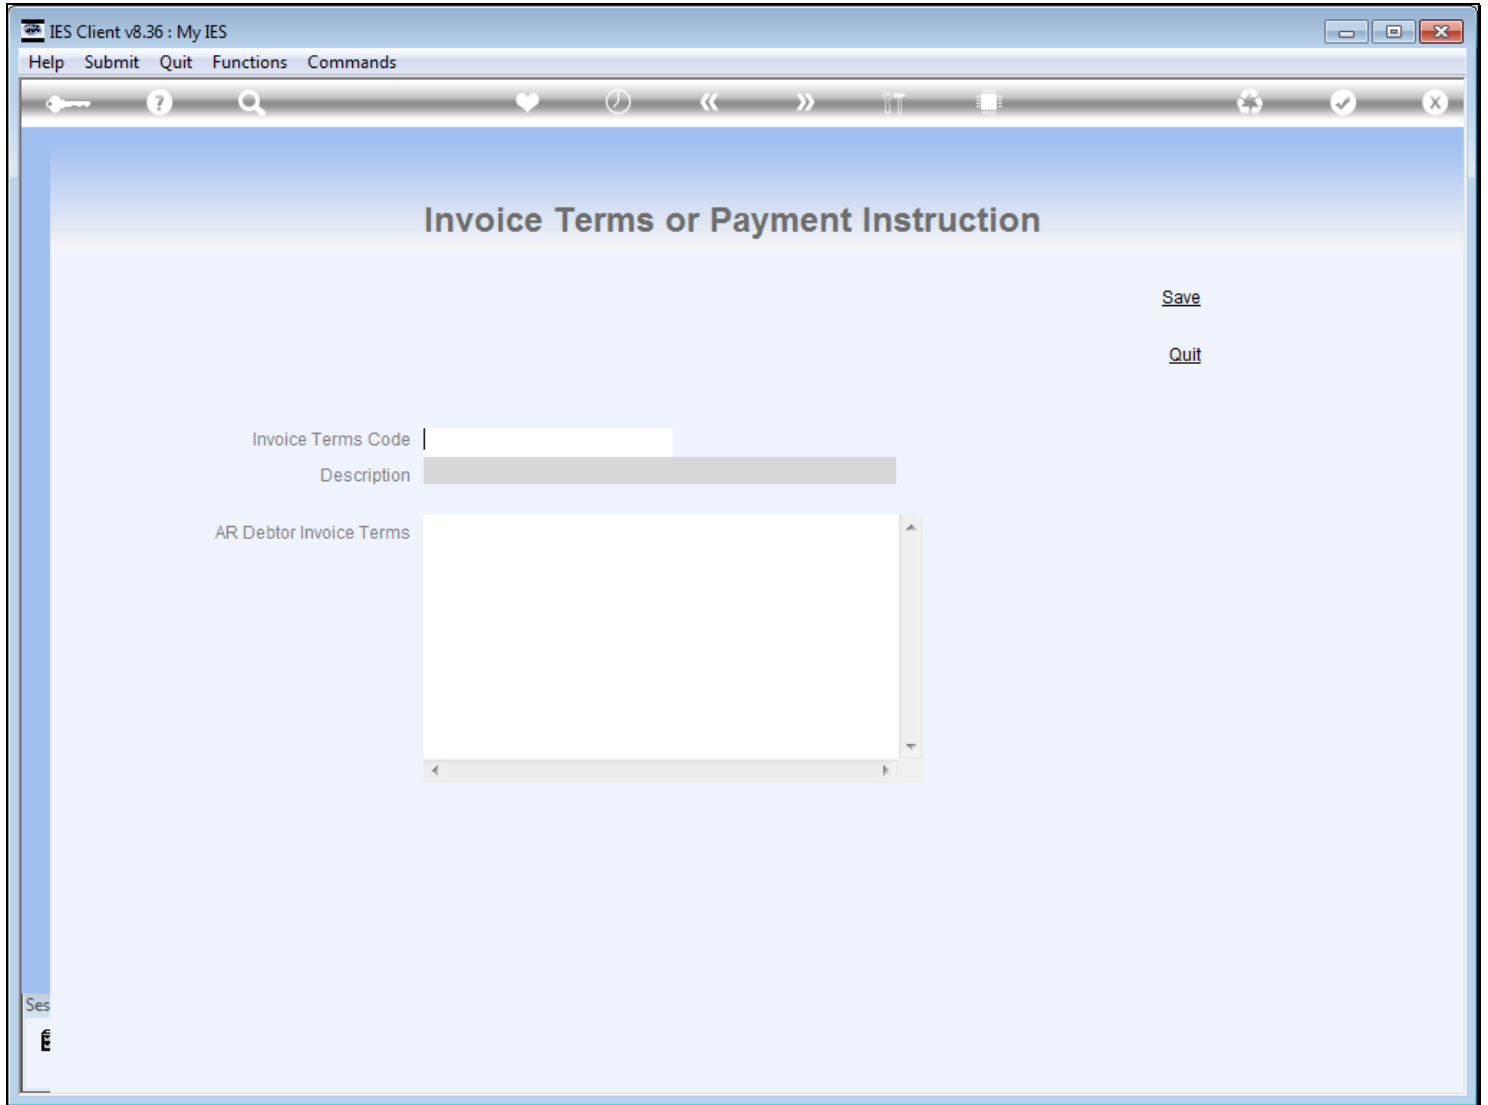 IES Client v8.36 : My IES
Help Submit Quit Functions Commands
Invoice Terms or Payment Instruction
Save
Quit
Invoice Terms Code
Description
AR Debtor Invoice Terms
Ses